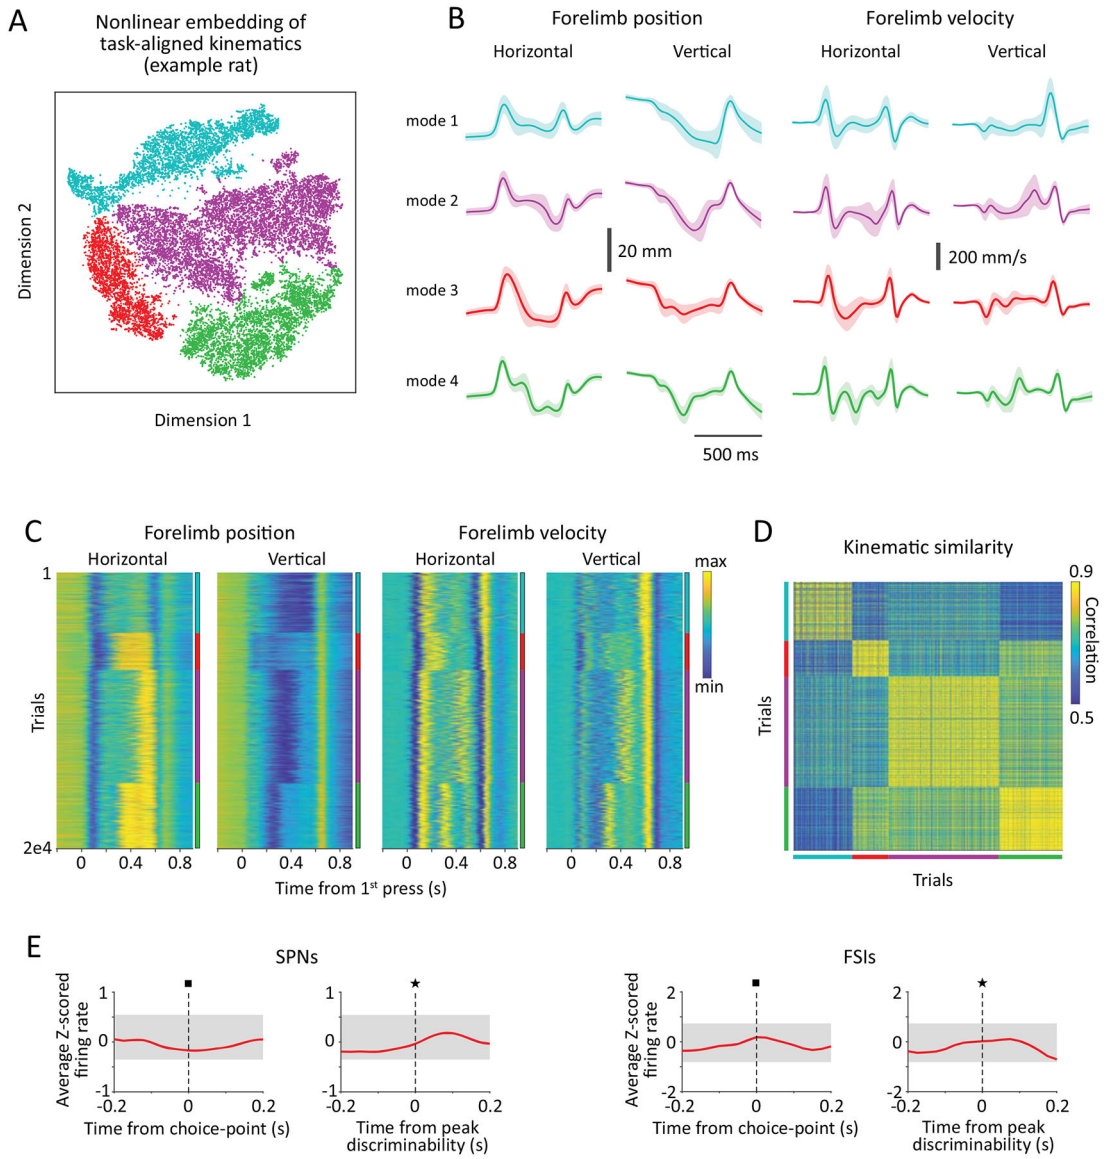 A
Nonlinear embedding of
task-aligned kinematics
(example rat)
Dimension 2
Dimension 1
B
Forelimb position
Forelimb velocity
Horizontal
Vertical
Horizontal
Vertical
mode 1
mode 2
20 mm
200 mm/s
mode 3
mode 4
500 ms
C
Forelimb position
Forelimb velocity
Horizontal
Vertical
Horizontal
Vertical
max
min
1
Trials
2e4
0 0.4 0.8
0 0.4 0.8
0 0.4 0.8
0 0.4 0.8
Time from 1st press (s)
D
Kinematic similarity
0.9
Correlation
0.5
Trials
Trials
E
SPNs
FSIs
Average Z-scored
firing rate
1
0
-1
-0.2 0 0.2
Time from choice-point (s)
1
0
-1
-0.2 0 0.2
Time from peak
discriminability (s)
Average Z-scored
firing rate
2
0
-2
-0.2 0 0.2
Time from choice-point (s)
2
0
-2
-0.2 0 0.2
Time from peak
discriminability (s)